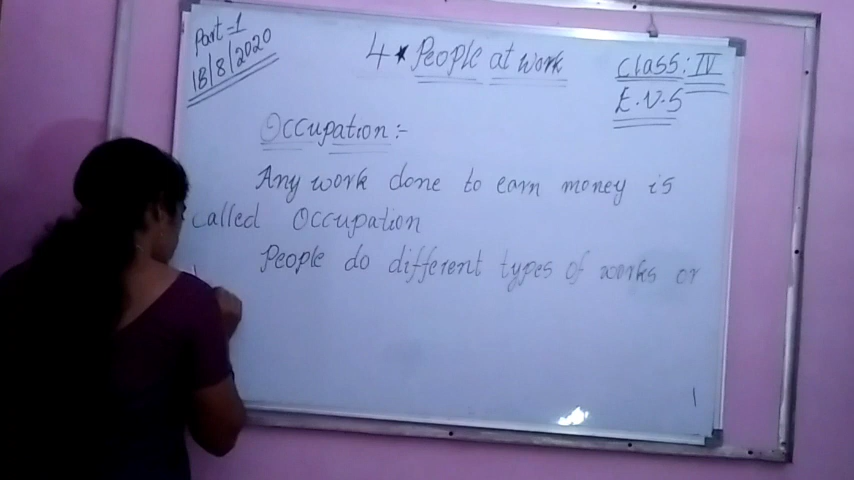 Part-1
18/8/2020
4 * People at work
Class: IV
E.V.S
Occupation:-
Any work done to earn money is
called Occupation
People do different types of works or
1